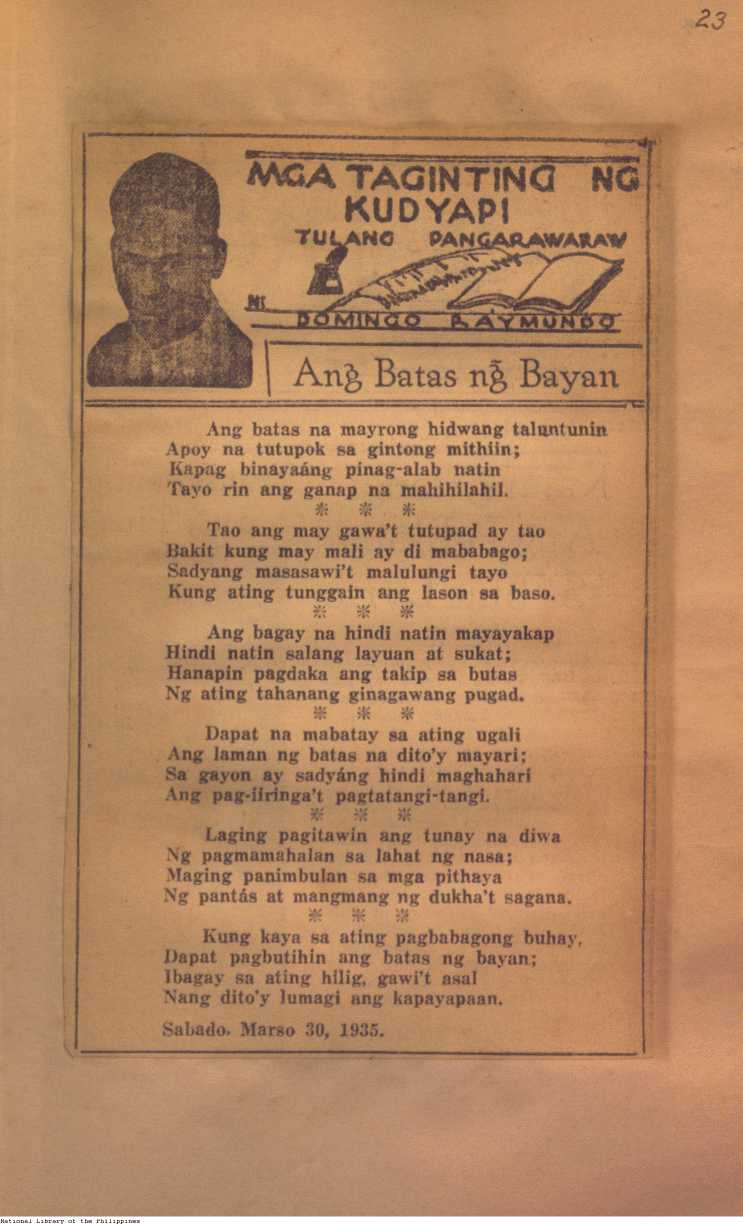 23
MGA TAGINTING NG
KUDYAPI
TULANG PANGARAWARAW
NI
DOMINGO RAYMUNDO
Ang̃ Batas ng̃ Bayan
Ang batas na mayrong hidwang taluntunin
Apoy na tutupok sa gintong mithiin;
Kapag binayaáng pinag-alab natin
Tayo rin ang ganap na mahihilahil.
* * *
Tao ang may gawa't tutupad ay tao
Bakit kung may mali ay di mababago;
Sadyang masasawi't malulungi tayo
Kung ating tunggain ang lason sa baso.
* * *
Ang bagay na hindi natin mayayakap
Hindi natin salang layuan at sukat;
Hanapin pagdaka ang takip sa butas
Ng ating tahanang ginagawang pugad.
* * *
Dapat na mabatay sa ating ugali
Ang laman ng batas na dito'y mayari;
Sa gayon ay sadyáng hindi maghahari
Ang pag-iiringa't pagtatangi-tangi.
* * *
Laging pagitawin ang tunay na diwa
Ng pagmamahalan sa lahat ng nasa;
Maging panimbulan sa mga pithaya
Ng pantás at mangmang ng dukha't sagana.
* * *
Kung kaya sa ating pagbabagong buhay,
Dapat pagbutihin ang batas ng bayan;
Ibagay sa ating hilig, gawi't asal
Nang dito'y lumagi ang kapayapaan.
Sabado. Marso 30, 1935.
National Library of the Philippines